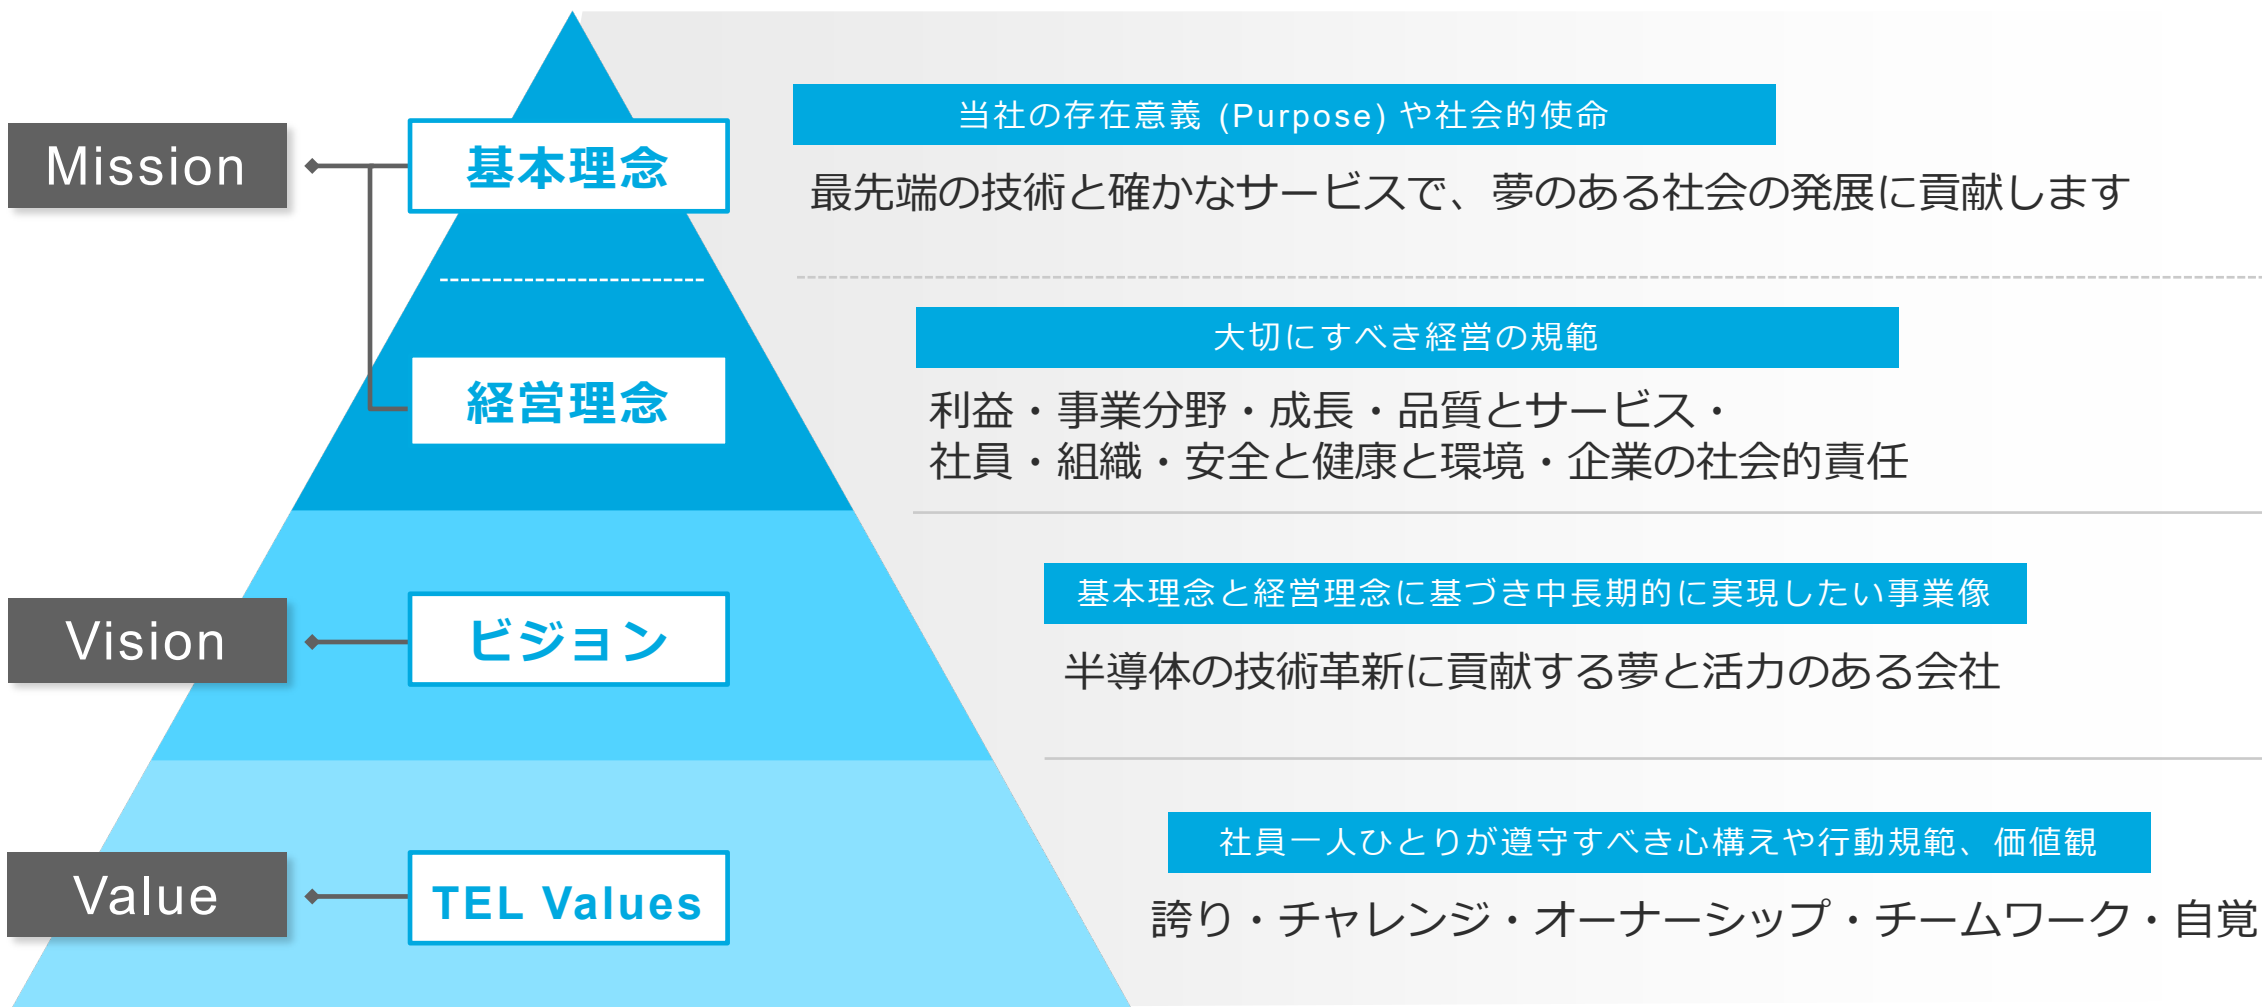 Mission
基本理念
当社の存在意義 (Purpose) や社会的使命
最先端の技術と確かなサービスで、夢のある社会の発展に貢献します
経営理念
大切にすべき経営の規範
利益・事業分野・成長・品質とサービス・
社員・組織・安全と健康と環境・企業の社会的責任
Vision
ビジョン
基本理念と経営理念に基づき中長期的に実現したい事業像
半導体の技術革新に貢献する夢と活力のある会社
Value
TEL Values
社員一人ひとりが遵守すべき心構えや行動規範、価値観
誇り・チャレンジ・オーナーシップ・チームワーク・自覚